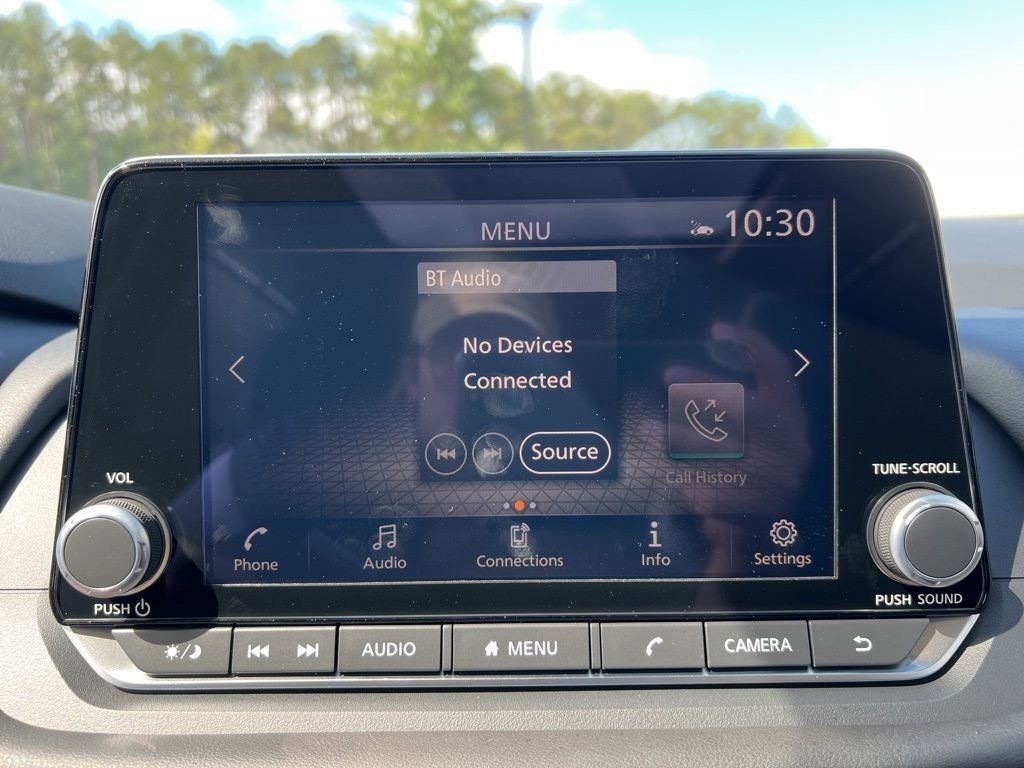 MENU
10:30
BT Audio
No Devices
Connected
Source
Call History
VOL
TUNE·SCROLL
Phone
Audio
Connections
Info
Settings
PUSH
PUSH SOUND
AUDIO
MENU
CAMERA